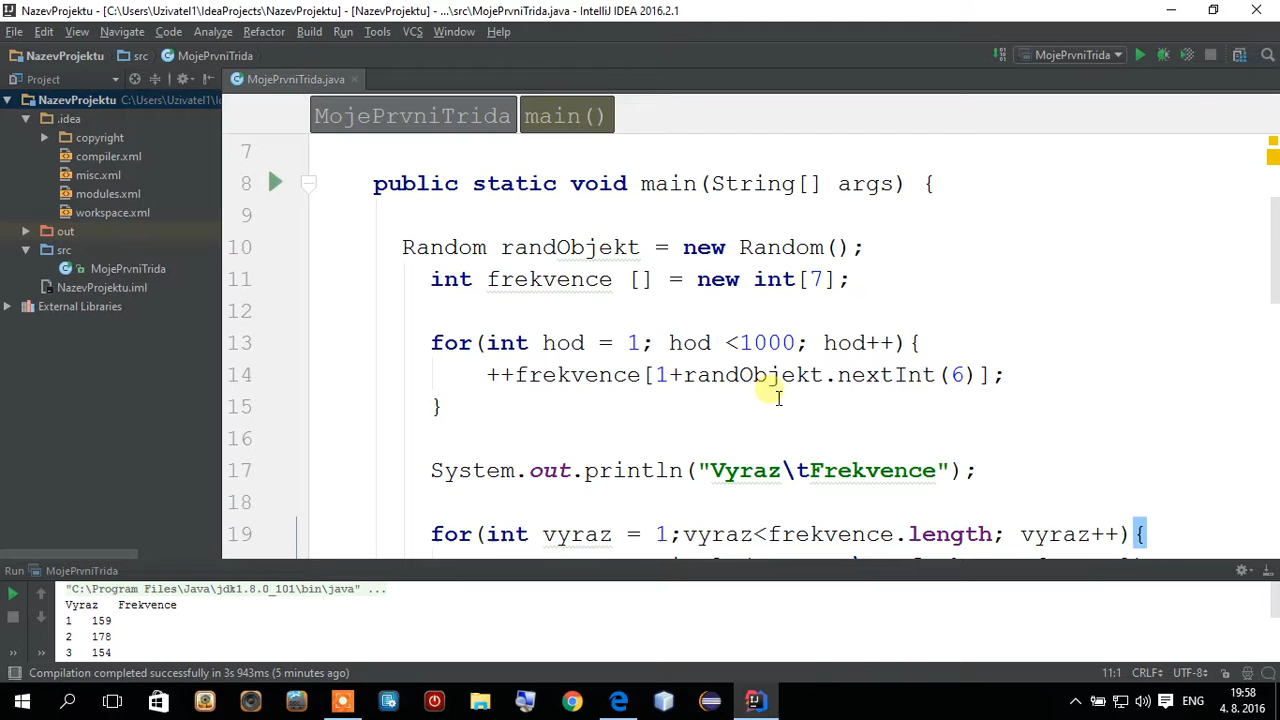 NazevProjektu - [C:\Users\Uzivatel1\IdeaProjects\NazevProjektu] - [NazevProjektu] - ...\src\MojePrvniTrida.java - IntelliJ IDEA 2016.2.1
File Edit View Navigate Code Analyze Refactor Build Run Tools VCS Window Help
NazevProjektu src MojePrvniTrida MojePrvniTrida
Project MojePrvniTrida.java
NazevProjektu C:\Users\Uzivatel1\Id
.idea
copyright
compiler.xml
misc.xml
modules.xml
workspace.xml
out
src
MojePrvniTrida
NazevProjektu.iml
External Libraries
MojePrvniTrida main()
7
8 public static void main(String[] args) {
9
10 Random randObjekt = new Random();
11 int frekvence [] = new int[7];
12
13 for(int hod = 1; hod <1000; hod++){
14 ++frekvence[1+randObjekt.nextInt(6)];
15 }
16
17 System.out.println("Vyraz\tFrekvence");
18
19 for(int vyraz = 1;vyraz<frekvence.length; vyraz++){
Run MojePrvniTrida
"C:\Program Files\Java\jdk1.8.0_101\bin\java" ...
Vyraz Frekvence
1 159
2 178
3 154
Compilation completed successfully in 3s 943ms (5 minutes ago) 11:1 CRLF UTF-8
ENG 19:58
4. 8. 2016